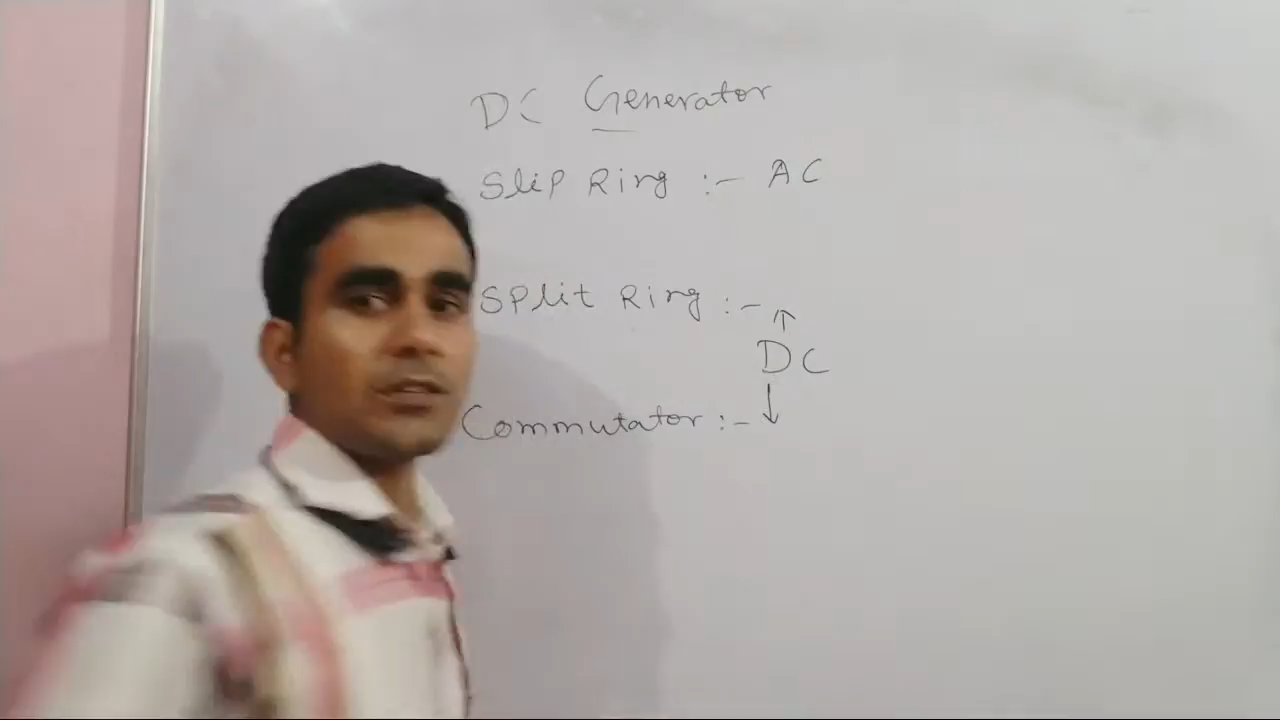 DC Generator
Slip Ring :- AC
Split Ring :-
DC
Commutator :-